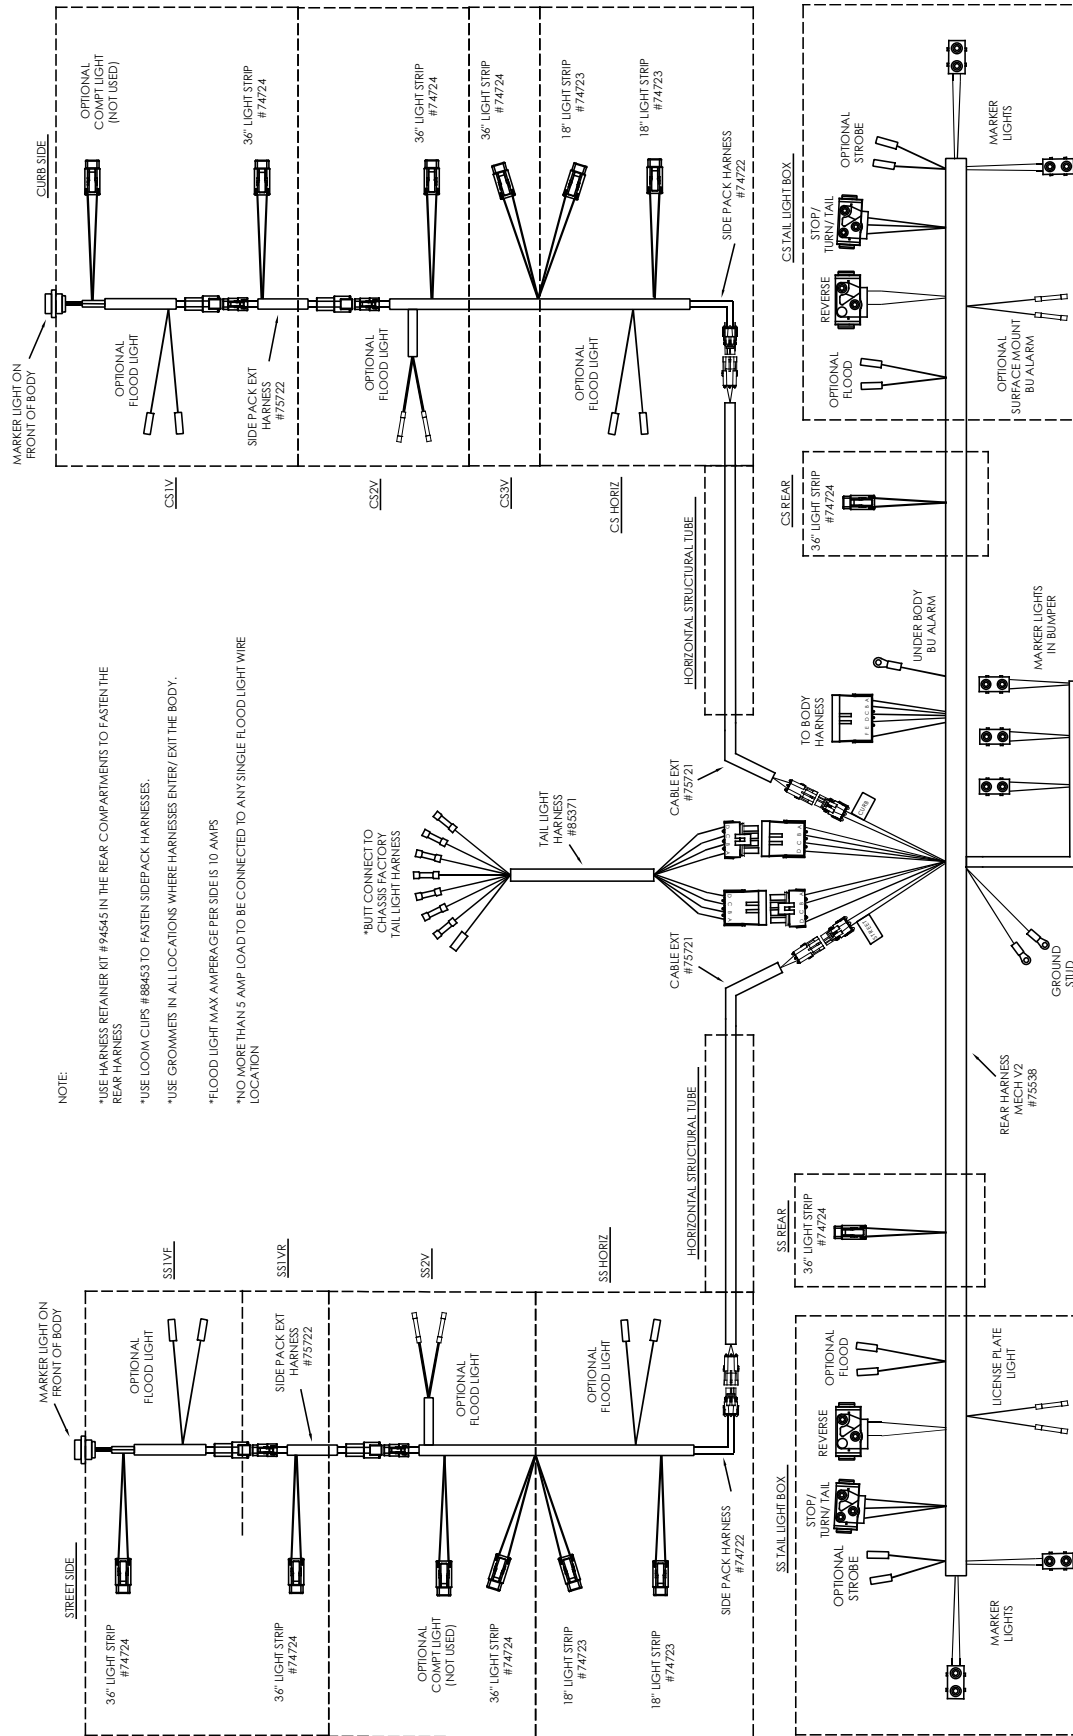 NOTE:
*USE HARNESS RETAINER KIT #94545 IN THE REAR COMPARTMENTS TO FASTEN THE
REAR HARNESS
*USE LOOM CLIPS #88453 TO FASTEN SIDEPACK HARNESSES.
*USE GROMMETS IN ALL LOCATIONS WHERE HARNESSES ENTER/ EXIT THE BODY.
*FLOOD LIGHT MAX AMPERAGE PER SIDE IS 10 AMPS
*NO MORE THAN 5 AMP LOAD TO BE CONNECTED TO ANY SINGLE FLOOD LIGHT WIRE
LOCATION
STREET SIDE
MARKER LIGHT ON
FRONT OF BODY
36" LIGHT STRIP
#74724
OPTIONAL
FLOOD LIGHT
SS1VF
36" LIGHT STRIP
#74724
SIDE PACK EXT
HARNESS
#75722
SS1VR
OPTIONAL
COMPT LIGHT
(NOT USED)
OPTIONAL
FLOOD LIGHT
SS2V
36" LIGHT STRIP
#74724
18" LIGHT STRIP
#74723
OPTIONAL
FLOOD LIGHT
SS HORIZ
18" LIGHT STRIP
#74723
SIDE PACK HARNESS
#74722
HORIZONTAL STRUCTURAL TUBE
CABLE EXT
#75721
STREET
*BUTT CONNECT TO
CHASSIS FACTORY
TAIL LIGHT HARNESS
TAIL LIGHT
HARNESS
#85371
D C B A
D C B A
D C B A
D C B A
CABLE EXT
#75721
CURB
HORIZONTAL STRUCTURAL TUBE
CURB SIDE
MARKER LIGHT ON
FRONT OF BODY
OPTIONAL
COMPT LIGHT
(NOT USED)
OPTIONAL
FLOOD LIGHT
CS1V
36" LIGHT STRIP
#74724
SIDE PACK EXT
HARNESS
#75722
36" LIGHT STRIP
#74724
OPTIONAL
FLOOD LIGHT
CS2V
36" LIGHT STRIP
#74724
CS3V
18" LIGHT STRIP
#74723
OPTIONAL
FLOOD LIGHT
CS HORIZ
18" LIGHT STRIP
#74723
SIDE PACK HARNESS
#74722
SS TAIL LIGHT BOX
OPTIONAL
STROBE
STOP/
TURN/ TAIL
REVERSE
OPTIONAL
FLOOD
MARKER
LIGHTS
LICENSE PLATE
LIGHT
SS REAR
36" LIGHT STRIP
#74724
REAR HARNESS
MECH V2
#75538
GROUND
STUD
TO BODY
HARNESS
F E D C B A
UNDER BODY
BU ALARM
MARKER LIGHTS
IN BUMPER
CS REAR
36" LIGHT STRIP
#74724
CS TAIL LIGHT BOX
OPTIONAL
FLOOD
REVERSE
STOP/
TURN/ TAIL
OPTIONAL
STROBE
OPTIONAL
SURFACE MOUNT
BU ALARM
MARKER
LIGHTS